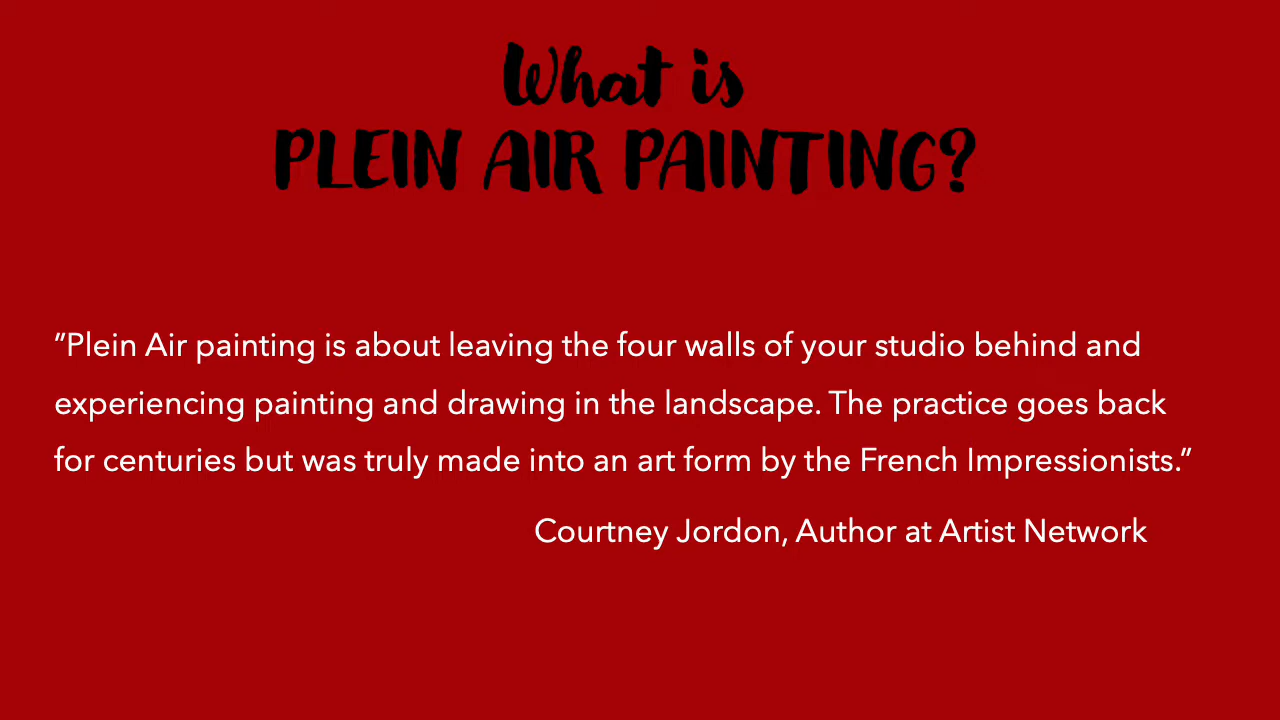 What is
PLEIN AIR PAINTING?
"Plein Air painting is about leaving the four walls of your studio behind and
experiencing painting and drawing in the landscape. The practice goes back
for centuries but was truly made into an art form by the French Impressionists."
Courtney Jordon, Author at Artist Network